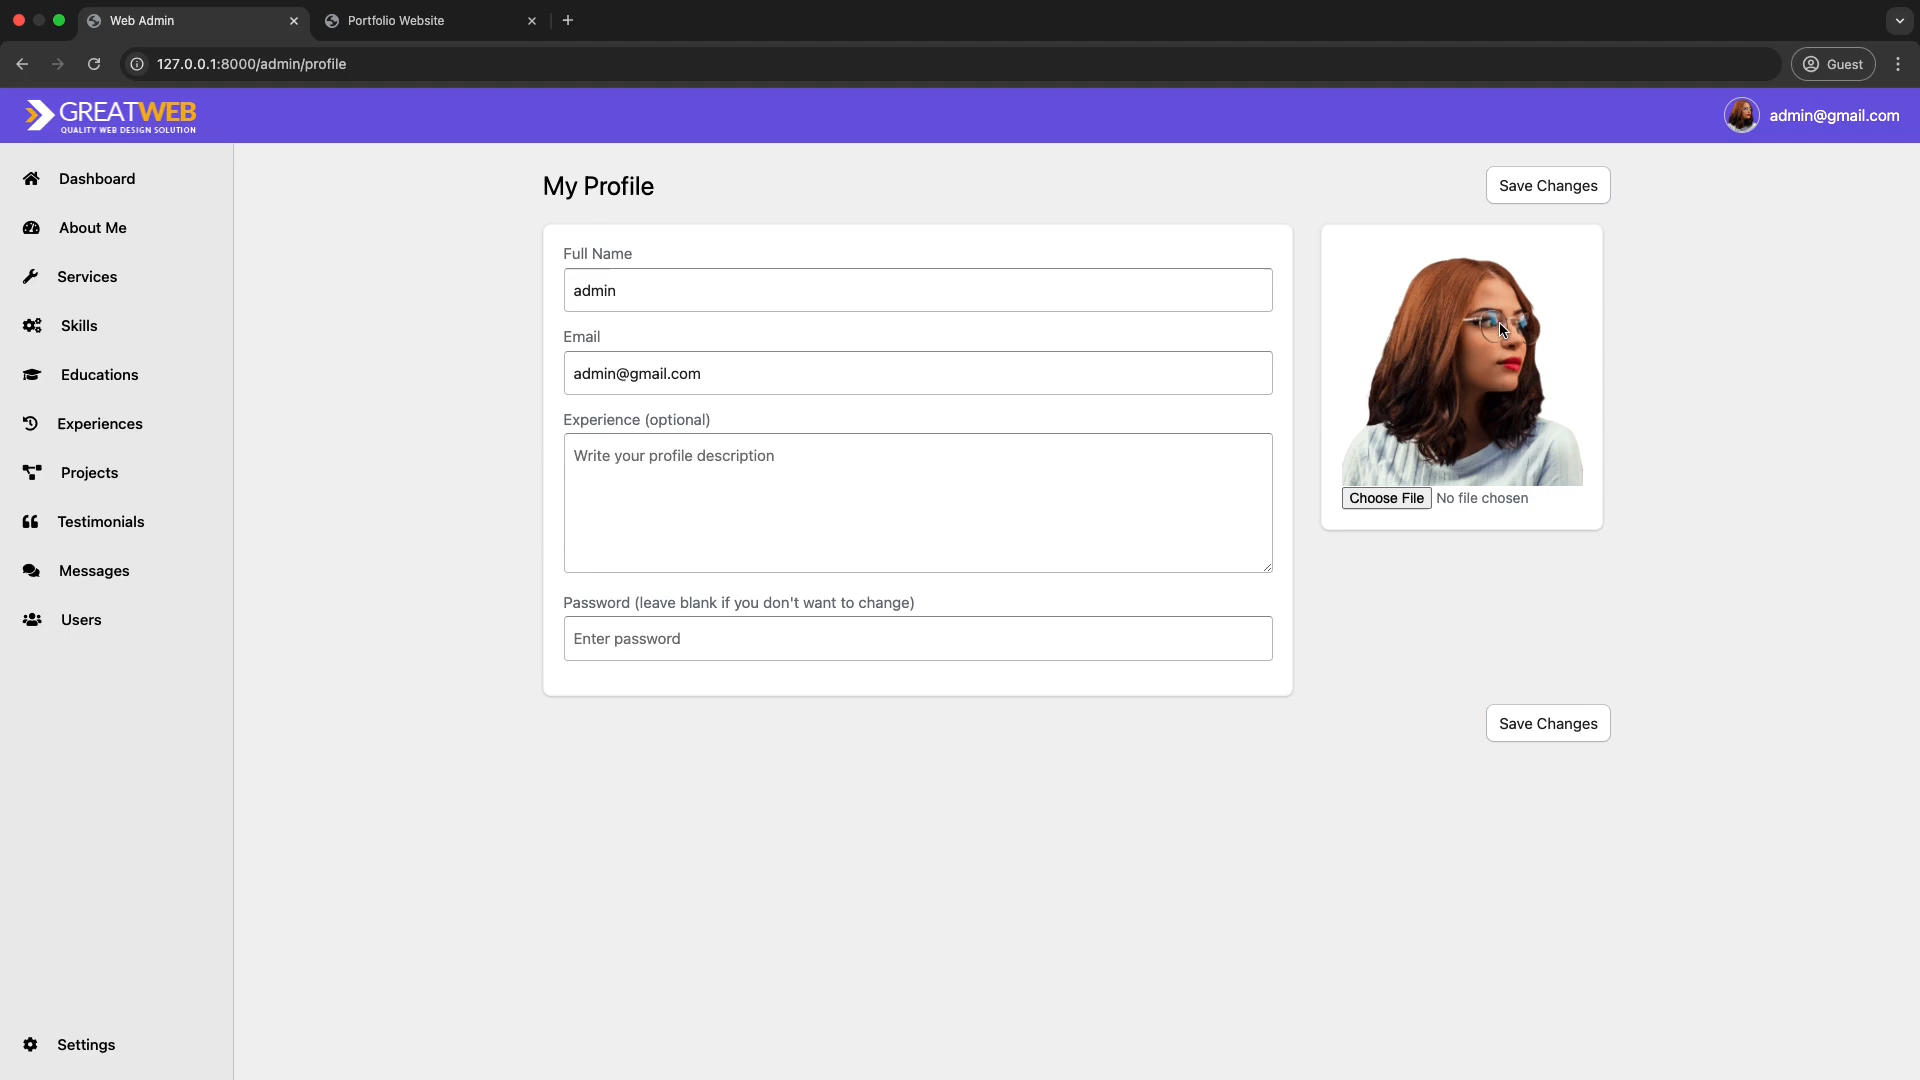 Web Admin
Portfolio Website
127.0.0.1:8000/admin/profile
Guest
GREATWEB
QUALITY WEB DESIGN SOLUTION
admin@gmail.com
Dashboard
About Me
Services
Skills
Educations
Experiences
Projects
Testimonials
Messages
Users
Settings
My Profile
Save Changes
Full Name
admin
Email
admin@gmail.com
Experience (optional)
Write your profile description
Password (leave blank if you don't want to change)
Enter password
Choose File No file chosen
Save Changes